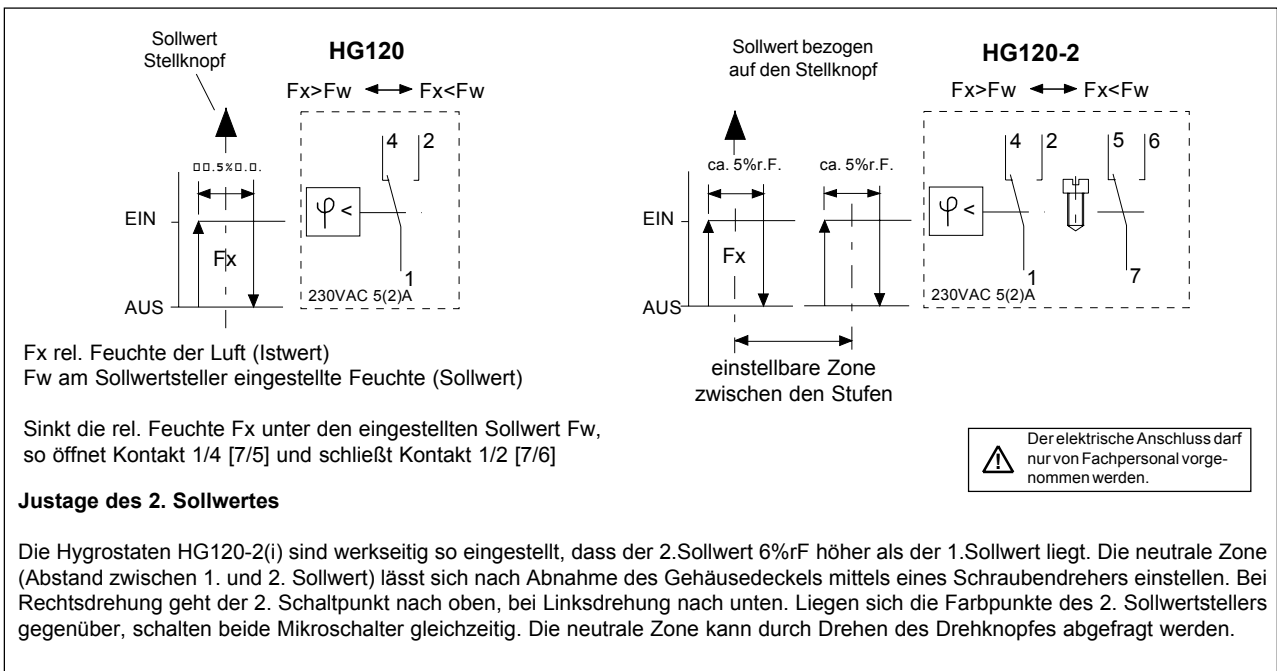 Sollwert
Stellknopf
HG120
Fx>Fw Fx<Fw
4 2
.5%
EIN
φ <
Fx
1
AUS
230VAC 5(2)A
Sollwert bezogen
auf den Stellknopf
HG120-2
Fx>Fw Fx<Fw
4 2 5 6
ca. 5%r.F. ca. 5%r.F.
EIN
φ <
Fx
1 7
AUS
230VAC 5(2)A
einstellbare Zone
zwischen den Stufen
Fx rel. Feuchte der Luft (Istwert)
Fw am Sollwertsteller eingestellte Feuchte (Sollwert)
Sinkt die rel. Feuchte Fx unter den eingestellten Sollwert Fw,
so öffnet Kontakt 1/4 [7/5] und schließt Kontakt 1/2 [7/6]
Der elektrische Anschluss darf
nur von Fachpersonal vorge-
nommen werden.
Justage des 2. Sollwertes
Die Hygrostaten HG120-2(i) sind werkseitig so eingestellt, dass der 2.Sollwert 6%rF höher als der 1.Sollwert liegt. Die neutrale Zone
(Abstand zwischen 1. und 2. Sollwert) lässt sich nach Abnahme des Gehäusedeckels mittels eines Schraubendrehers einstellen. Bei
Rechtsdrehung geht der 2. Schaltpunkt nach oben, bei Linksdrehung nach unten. Liegen sich die Farbpunkte des 2. Sollwertstellers
gegenüber, schalten beide Mikroschalter gleichzeitig. Die neutrale Zone kann durch Drehen des Drehknopfes abgefragt werden.